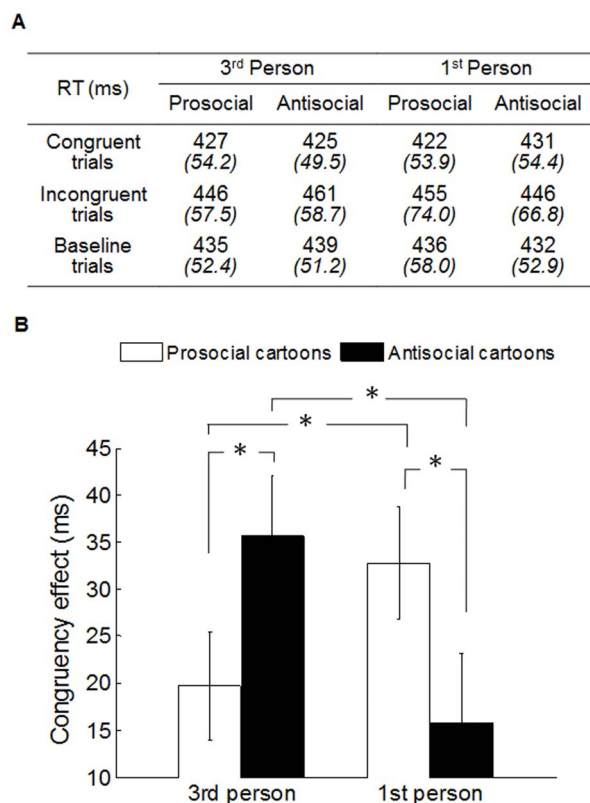 A
3rd Person 1st Person
RT (ms)
Prosocial Antisocial Prosocial Antisocial
Congruent trials 427 425 422 431
(54.2) (49.5) (53.9) (54.4)
Incongruent trials 446 461 455 446
(57.5) (58.7) (74.0) (66.8)
Baseline trials 435 439 436 432
(52.4) (51.2) (58.0) (52.9)
B
Prosocial cartoons Antisocial cartoons
*
*
* *
Congruency effect (ms)
45
40
35
30
25
20
15
10
3rd person 1st person